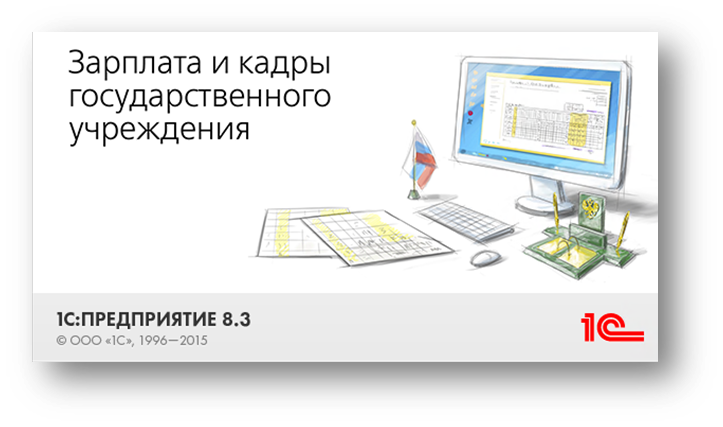 Зарплата и кадры
государственного
учреждения
1С:ПРЕДПРИЯТИЕ 8.3
© ООО «1С», 1996—2015
1С